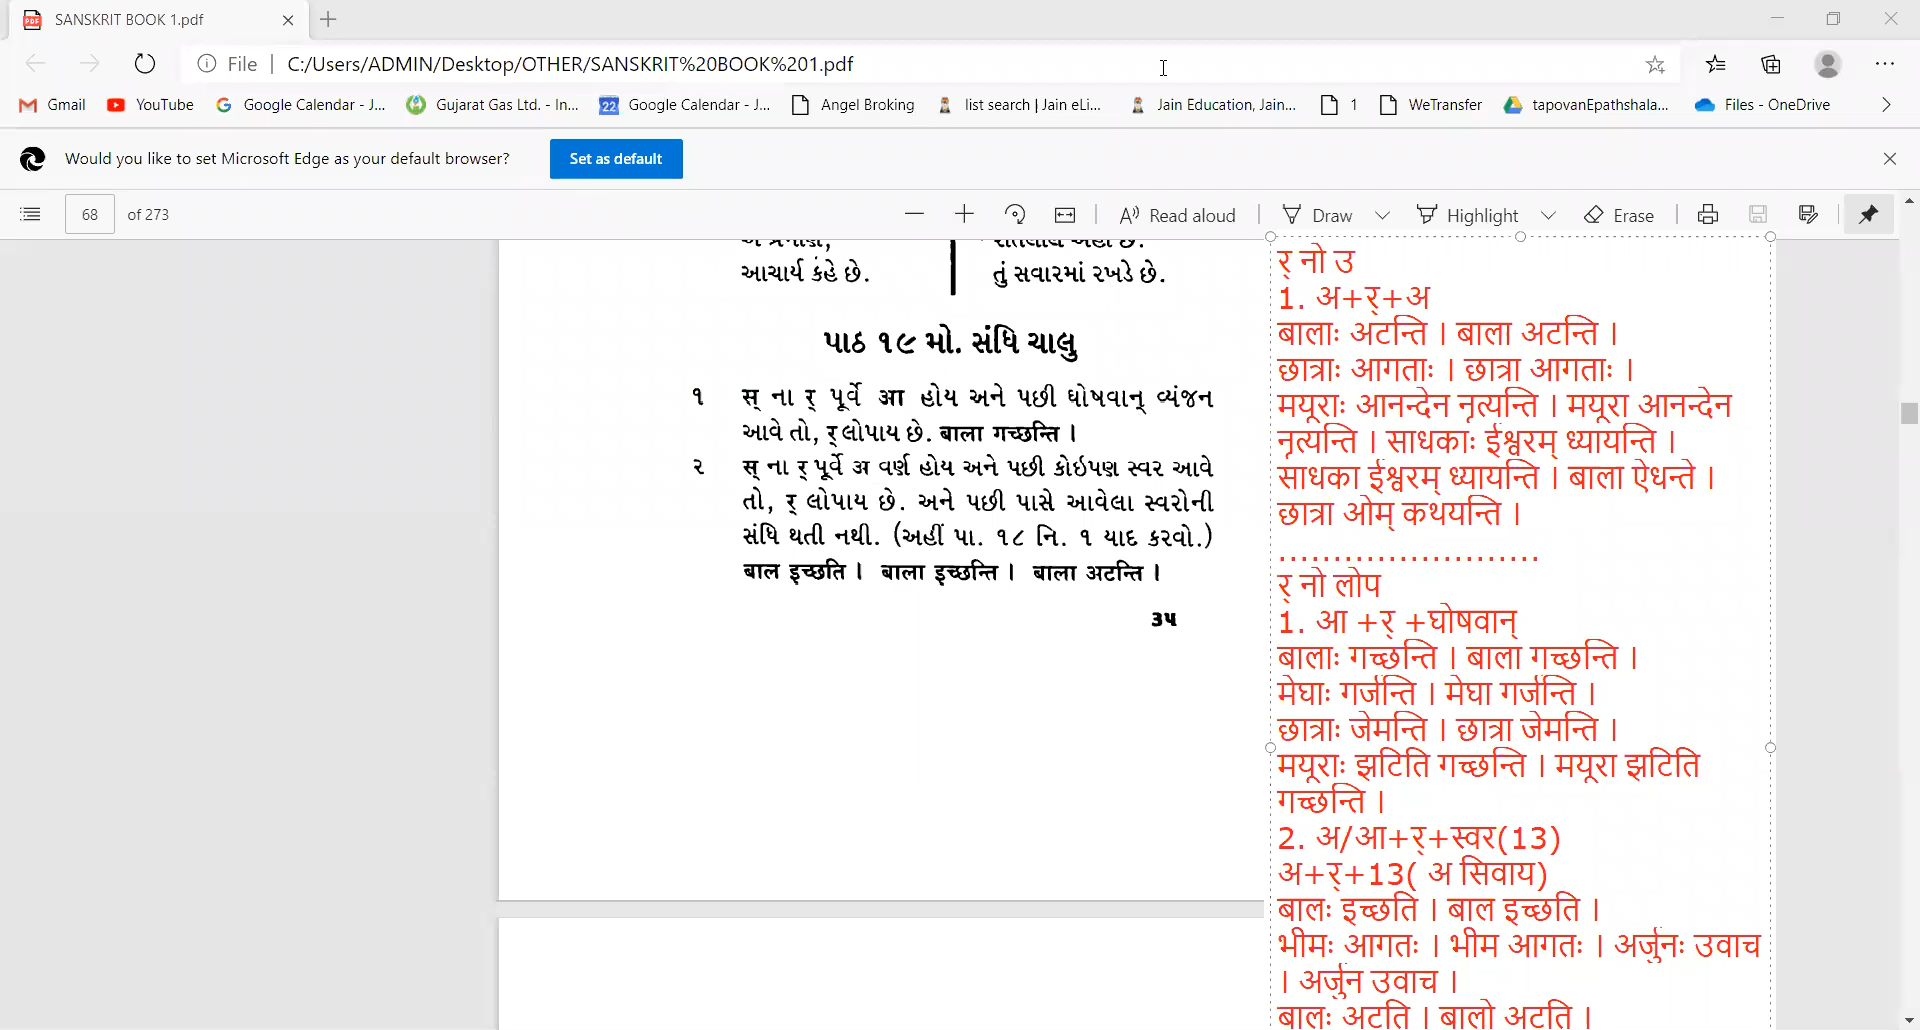 SANSKRIT BOOK 1.pdf
File | C:/Users/ADMIN/Desktop/OTHER/SANSKRIT%20BOOK%201.pdf
Gmail YouTube Google Calendar - J... Gujarat Gas Ltd. - In... Google Calendar - J... Angel Broking list search | Jain eLi... Jain Education, Jain... 1 WeTransfer tapovanEpathshala... Files - OneDrive
Would you like to set Microsoft Edge as your default browser? Set as default
68 of 273 Read aloud Draw Highlight Erase
આચાર્ય કહે છે. તું સવારમાં રખડે છે.
પાઠ ૧૯ મો. સંધિ ચાલુ
૧ स् ના र् પૂર્વે आ હોય અને પછી ઘોષવાન્ વ્યંજન
આવે તો, र् લોપાય છે. बाला गच्छन्ति ।
૨ स् ના र् પૂર્વે अ વર્ણ હોય અને પછી કોઇપણ સ્વર આવે
તો, र् લોપાય છે. અને પછી પાસે આવેલા સ્વરોની
સંધિ થતી નથી. (અહીં પા. ૧૮ નિ. ૧ યાદ કરવો.)
बाल इच्छति । बाला इच्छन्ति । बाला अटन्ति ।
૩૫
र् नो उ
1. अ+र्+अ
बालाः अटन्ति । बाला अटन्ति ।
छात्राः आगताः । छात्रा आगताः ।
मयूराः आनन्देन नृत्यन्ति । मयूरा आनन्देन
नृत्यन्ति । साधकाः ईश्वरम् ध्यायन्ति ।
साधका ईश्वरम् ध्यायन्ति । बाला ऐधन्ते ।
छात्रा ओम् कथयन्ति ।
........................
र् नो लोप
1. आ +र् +घोषवान्
बालाः गच्छन्ति । बाला गच्छन्ति ।
मेघाः गर्जन्ति । मेघा गर्जन्ति ।
छात्राः जेमन्ति । छात्रा जेमन्ति ।
मयूराः झटिति गच्छन्ति । मयूरा झटिति
गच्छन्ति ।
2. अ/आ+र्+स्वर(13)
अ+र्+13( अ सिवाय)
बालः इच्छति । बाल इच्छति ।
भीमः आगतः । भीम आगतः । अर्जुनः उवाच
। अर्जुन उवाच ।
बालः अटति । बालो अटति ।